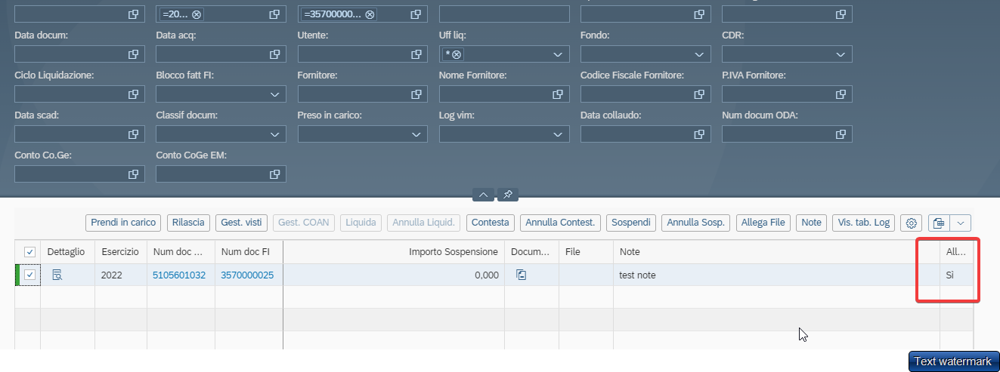 =20...
=35700000...
Data docum: Data acq: Utente: Uff liq: Fondo: CDR:
*
Ciclo Liquidazione: Blocco fatt FI: Fornitore: Nome Fornitore: Codice Fiscale Fornitore: P.IVA Fornitore:
Data scad: Classif docum: Preso in carico: Log vim: Data collaudo: Num docum ODA:
Conto Co.Ge: Conto CoGe EM:
Prendi in carico Rilascia Gest. visti Gest. COAN Liquida Annulla Liquid. Contesta Annulla Contest. Sospendi Annulla Sosp. Allega File Note Vis. tab. Log
Dettaglio Esercizio Num doc ... Num doc FI Importo Sospensione Docum... File Note All...
2022 5105601032 3570000025 0,000 test note Sì
Text watermark